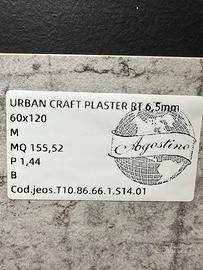 URBAN CRAFT PLASTER RT 6,5mm
60x120
M
MQ 155,52
P 1,44
B
Cod.jeos.T10.86.66.1.S14.01
Agostino